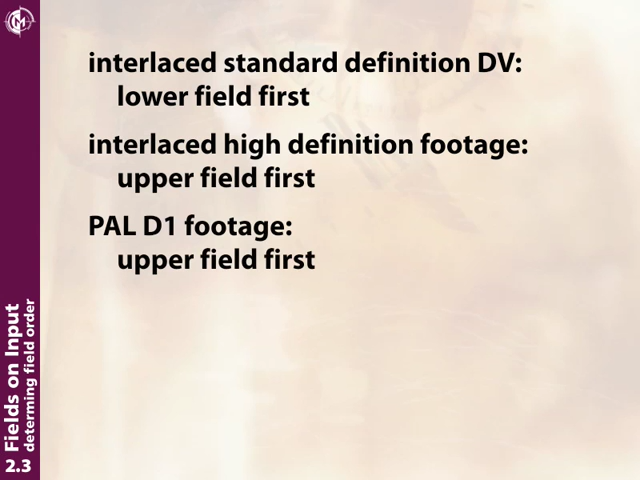 interlaced standard definition DV:
lower field first
interlaced high definition footage:
upper field first
PAL D1 footage:
upper field first
2.3 Fields on Input
determing field order